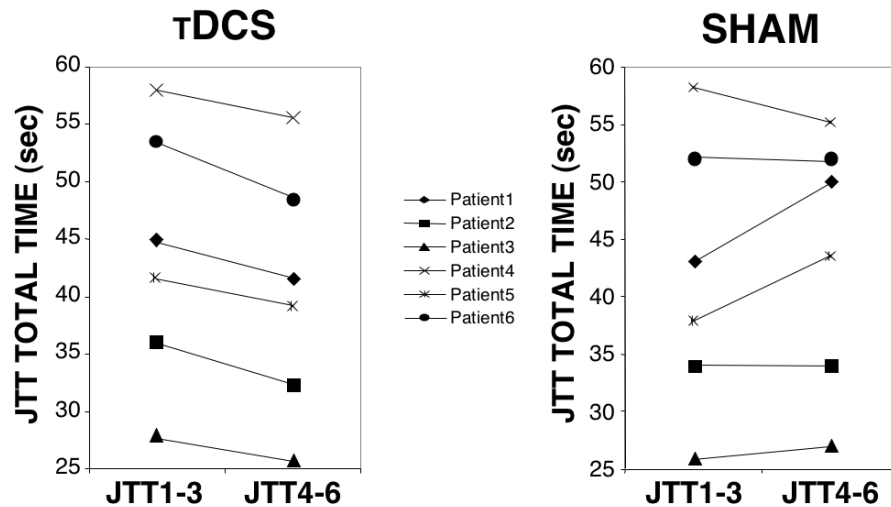 TDCS
JTT TOTAL TIME (sec)
60
55
50
45
40
35
30
25
JTT1-3 JTT4-6
Patient1
Patient2
Patient3
Patient4
Patient5
Patient6
SHAM
JTT TOTAL TIME (sec)
60
55
50
45
40
35
30
25
JTT1-3 JTT4-6